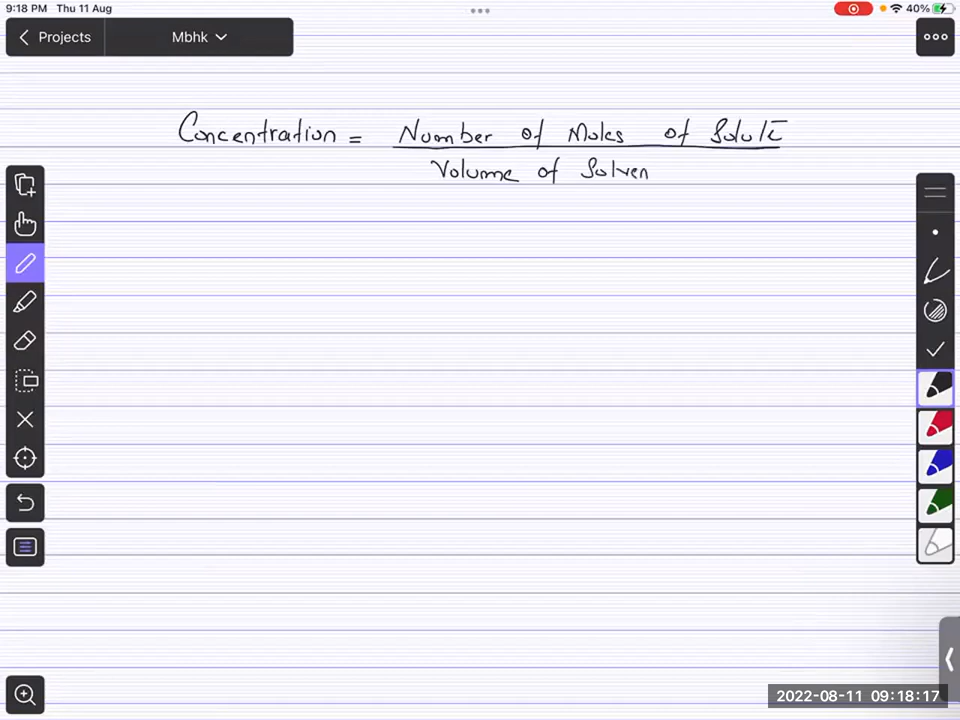 9:18 PM Thu 11 Aug
40%
Projects
Mbhk
Concentration = Number of Moles of Solute
Volume of Solven
2022-08-11 09:18:17